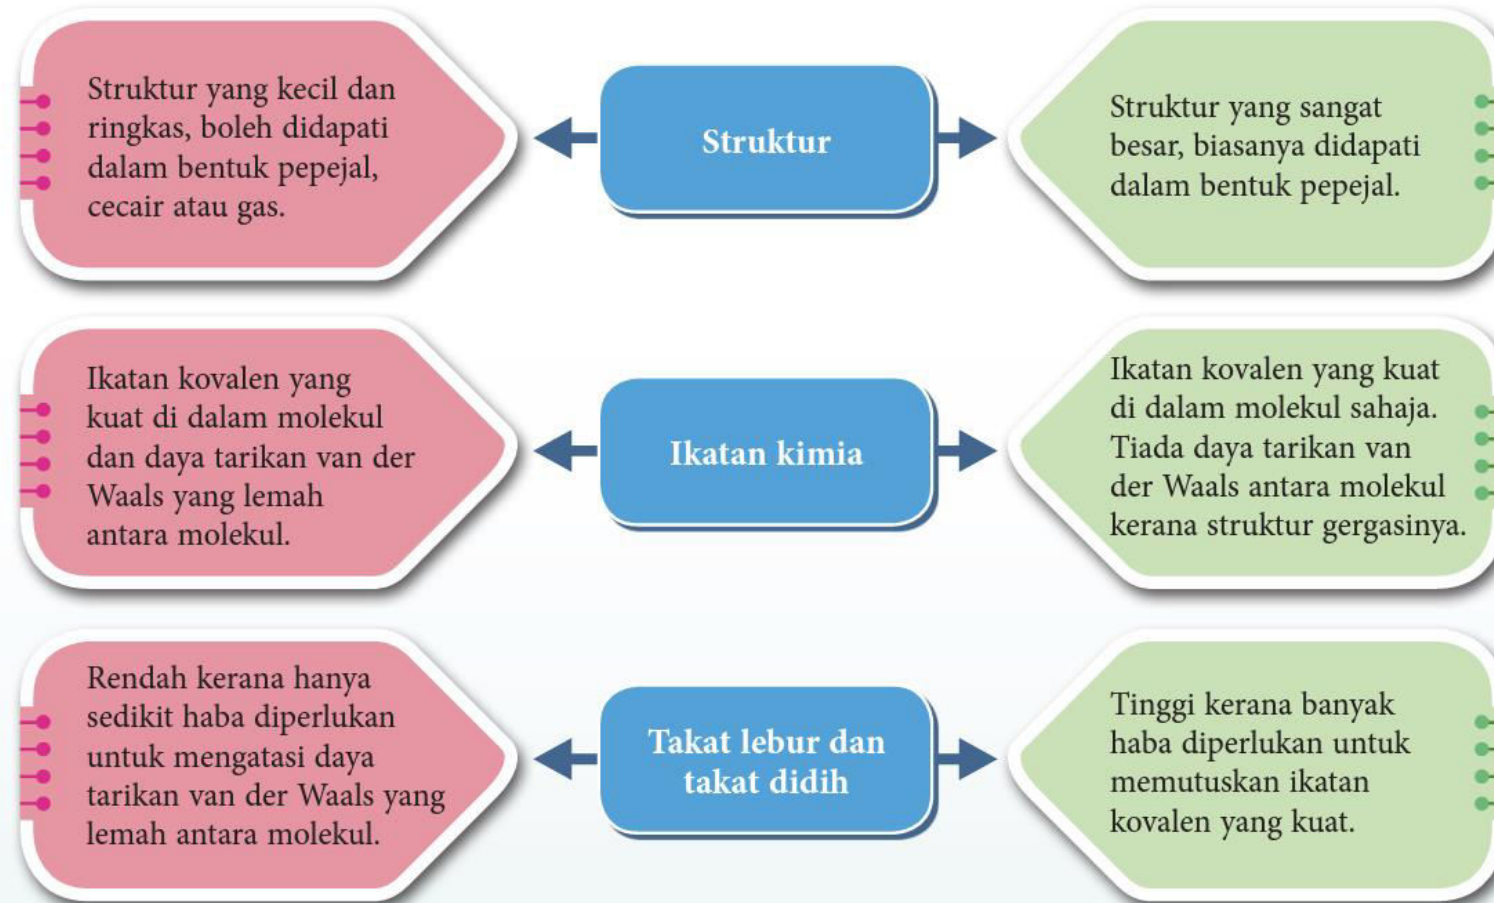 Struktur yang kecil dan
ringkas, boleh didapati
dalam bentuk pepejal,
cecair atau gas.
Struktur
Struktur yang sangat
besar, biasanya didapati
dalam bentuk pepejal.
Ikatan kovalen yang
kuat di dalam molekul
dan daya tarikan van der
Waals yang lemah
antara molekul.
Ikatan kimia
Ikatan kovalen yang kuat
di dalam molekul sahaja.
Tiada daya tarikan van
der Waals antara molekul
kerana struktur gergasinya.
Rendah kerana hanya
sedikit haba diperlukan
untuk mengatasi daya
tarikan van der Waals yang
lemah antara molekul.
Takat lebur dan
takat didih
Tinggi kerana banyak
haba diperlukan untuk
memutuskan ikatan
kovalen yang kuat.